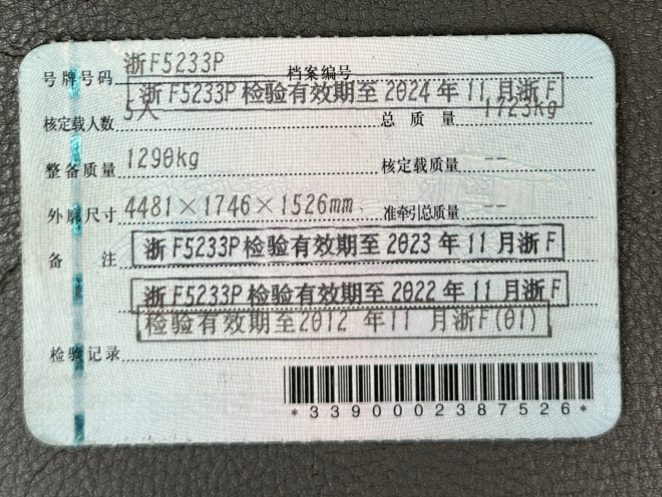 号牌号码 浙F5233P 档案编号
浙F5233P检验有效期至2024年11月浙F
核定载人数 5人 总质量 1723kg
整备质量 1290kg 核定载质量 --
外廓尺寸 4481×1746×1526mm 准牵引总质量 --
备注 浙F5233P检验有效期至2023年11月浙F
浙F5233P检验有效期至2022年11月浙F
检验有效期至2012年11月浙F(01)
检验记录
*3390002387526*